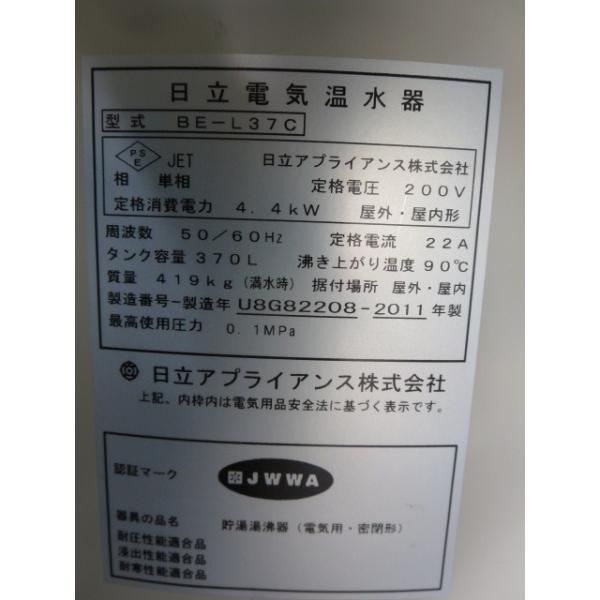 日立電気温水器
型式 BE-L37C
PS E JET 日立アプライアンス株式会社
相 単相 定格電圧 200V
定格消費電力 4.4kW 屋外・屋内形
周波数 50/60Hz 定格電流 22A
タンク容量 370L 沸き上がり温度 90℃
質量 419kg (満水時) 据付場所 屋外・屋内
製造番号-製造年 U8G82208-2011年製
最高使用圧力 0.1MPa
日立アプライアンス株式会社
上記、内枠内は電気用品安全法に基づく表示です。
認証マーク JWWA
器具の品名 貯湯湯沸器(電気用・密閉形)
耐圧性能適合品
浸出性能適合品
耐寒性能適合品